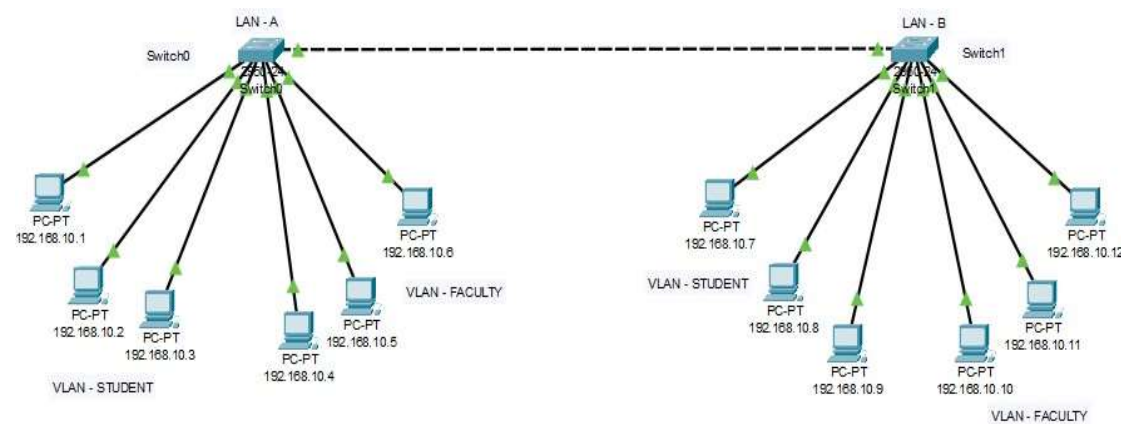 LAN - A
Switch0
2960-24
Switch0
PC-PT
192.168.10.1
PC-PT
192.168.10.2
PC-PT
192.168.10.3
VLAN - STUDENT
PC-PT
192.168.10.4
PC-PT
192.168.10.5
PC-PT
192.168.10.6
VLAN - FACULTY
LAN - B
Switch1
2960-24
Switch1
PC-PT
192.168.10.7
VLAN - STUDENT
PC-PT
192.168.10.8
PC-PT
192.168.10.9
PC-PT
192.168.10.10
PC-PT
192.168.10.11
PC-PT
192.168.10.12
VLAN - FACULTY